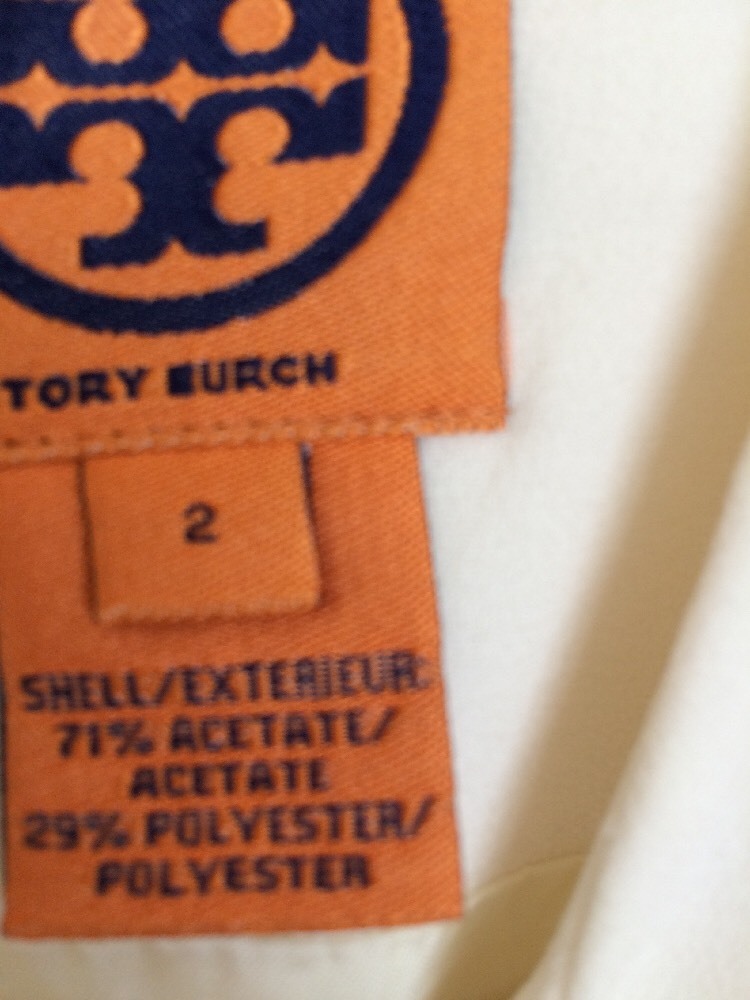 TORY BURCH
2
SHELL/EXTERIEUR:
71% ACETATE/
ACETATE
29% POLYESTER/
POLYESTER